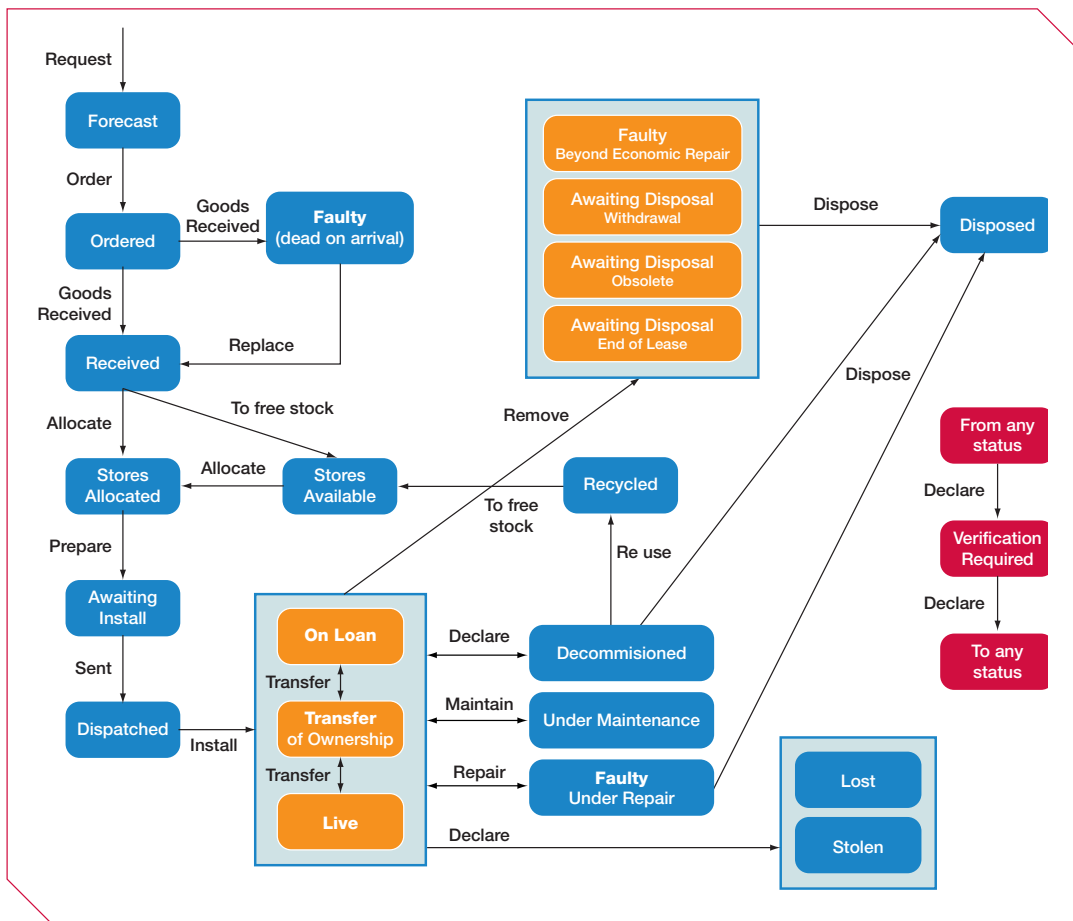 Request
Forecast
Order
Goods
Received
Faulty
(dead on arrival)
Ordered
Goods
Received
Replace
Received
To free stock
Allocate
Stores
Allocated
Allocate
Stores
Available
Prepare
Awaiting
Install
Sent
Dispatched
Install
On Loan
Transfer
Transfer
of Ownership
Transfer
Live
Remove
Faulty
Beyond Economic Repair
Awaiting Disposal
Withdrawal
Awaiting Disposal
Obsolete
Awaiting Disposal
End of Lease
Dispose
Disposed
Dispose
Recycled
To free
stock
Re use
Declare
Decommisioned
Maintain
Under Maintenance
Repair
Faulty
Under Repair
Declare
Lost
Stolen
From any
status
Declare
Verification
Required
Declare
To any
status